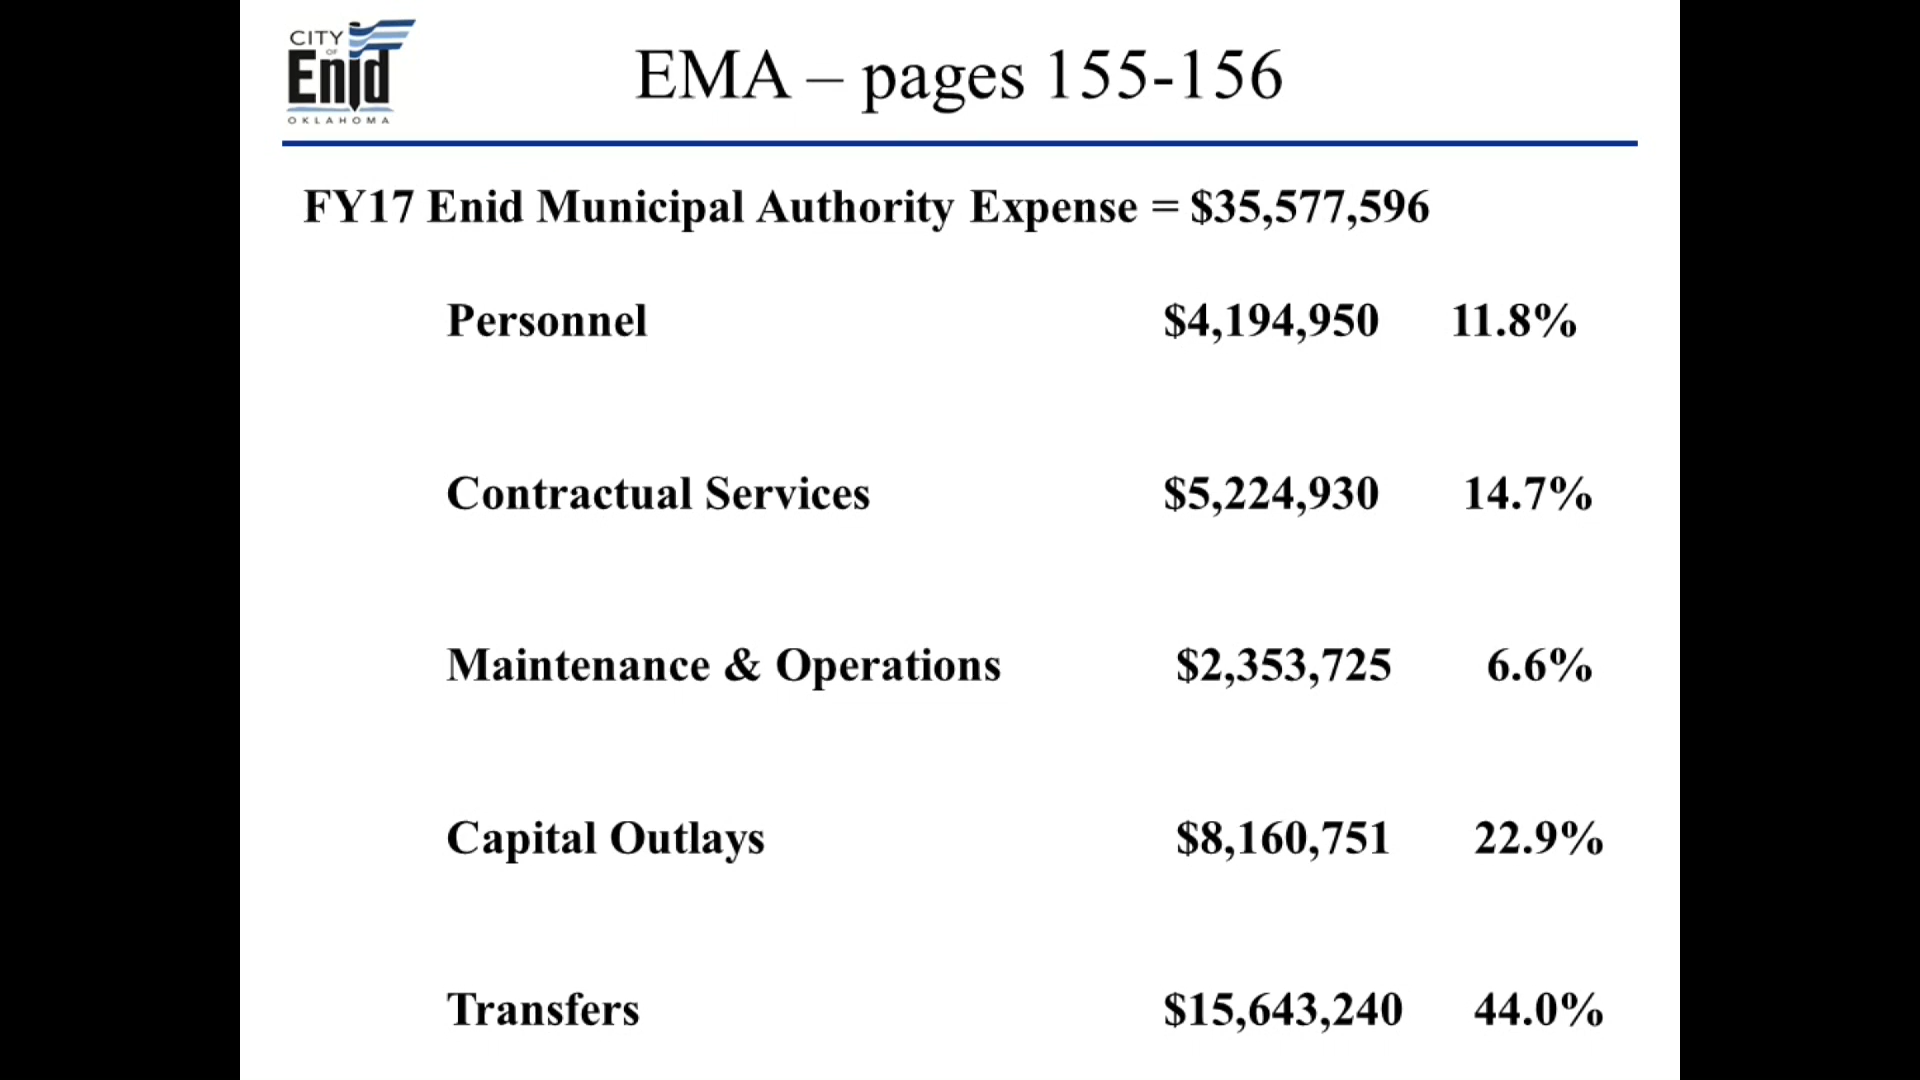 CITY
OF
Enid
OKLAHOMA
EMA – pages 155-156
FY17 Enid Municipal Authority Expense = $35,577,596
Personnel $4,194,950 11.8%
Contractual Services $5,224,930 14.7%
Maintenance & Operations $2,353,725 6.6%
Capital Outlays $8,160,751 22.9%
Transfers $15,643,240 44.0%